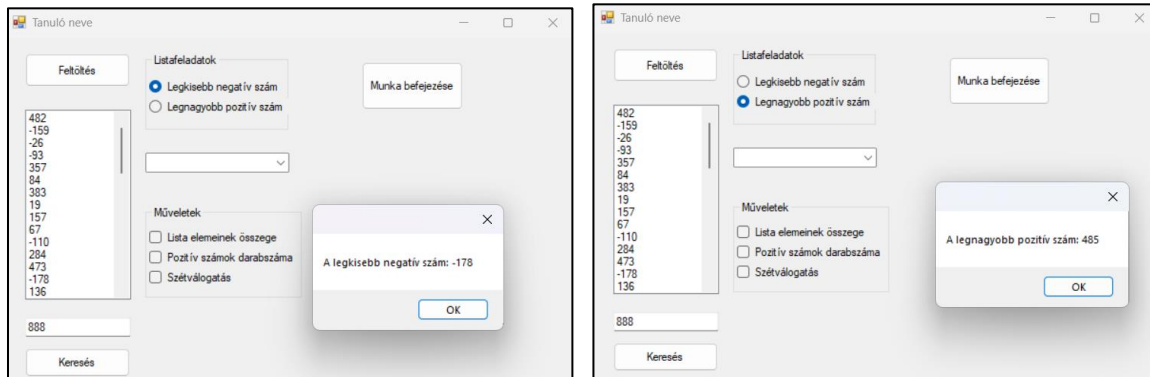 Tanuló neve
Feltöltés
Listafeladatok
Legkisebb negatív szám
Legnagyobb pozitív szám
Munka befejezése
482
-159
-26
-93
357
84
383
19
157
67
-110
284
473
-178
136
Műveletek
Lista elemeinek összege
Pozitív számok darabszáma
Szétválogatás
A legkisebb negatív szám: -178
OK
888
Keresés
Tanuló neve
Feltöltés
Listafeladatok
Legkisebb negatív szám
Legnagyobb pozitív szám
Munka befejezése
482
-159
-26
-93
357
84
383
19
157
67
-110
284
473
-178
136
Műveletek
Lista elemeinek összege
Pozitív számok darabszáma
Szétválogatás
A legnagyobb pozitív szám: 485
OK
888
Keresés